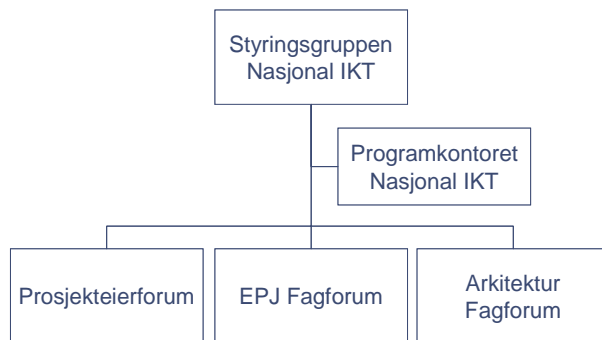 Styringsgruppen
Nasjonal IKT
Programkontoret
Nasjonal IKT
Prosjekteierforum
EPJ Fagforum
Arkitektur
Fagforum